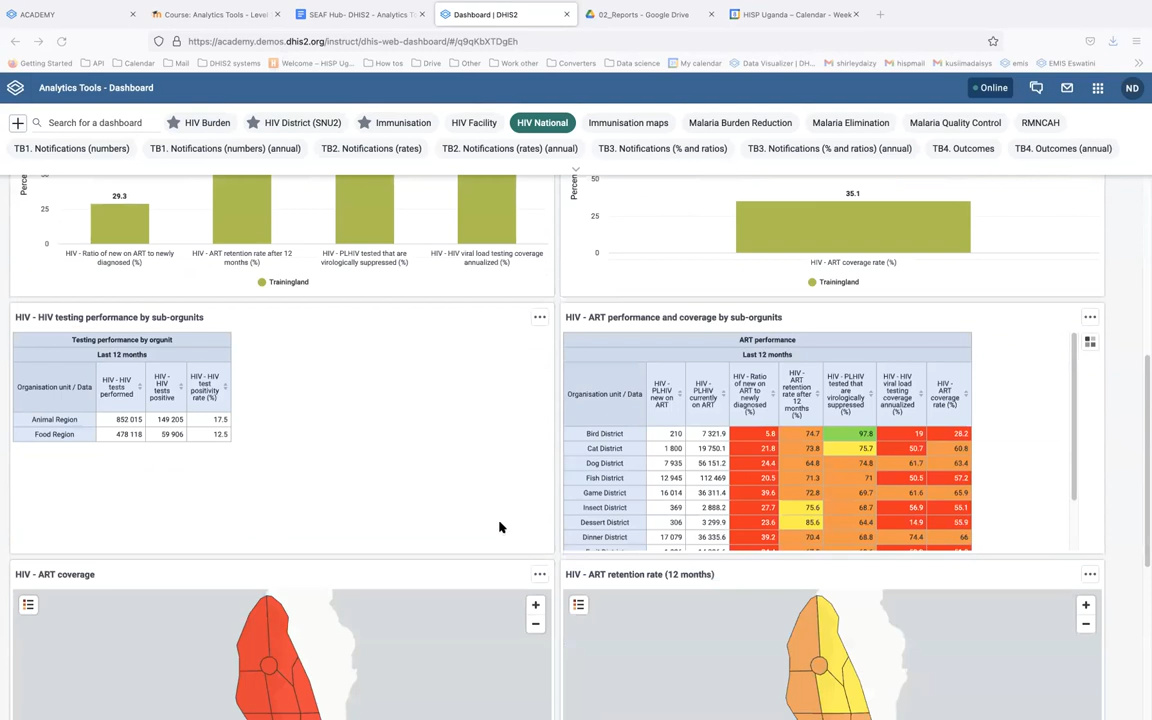 ACADEMY
Course: Analytics Tools - Leve
SEAF Hub- DHIS2 - Analytics To
Dashboard | DHIS2
02_Reports - Google Drive
HISP Uganda – Calendar - Week
https://academy.demos.dhis2.org/instruct/dhis-web-dashboard/#/q9qKbXTDgEh
Getting Started
API
Calendar
Mail
DHIS2 systems
Welcome – HISP Ug...
How tos
Drive
Other
Work other
Converters
Data science
My calendar
Data Visualizer | DH...
shirleydaizy
hispmail
kusiimadaisys
emis
EMIS Eswatini
Analytics Tools - Dashboard
Online
ND
Search for a dashboard
HIV Burden
HIV District (SNU2)
Immunisation
HIV Facility
HIV National
Immunisation maps
Malaria Burden Reduction
Malaria Elimination
Malaria Quality Control
RMNCAH
TB1. Notifications (numbers)
TB1. Notifications (numbers) (annual)
TB2. Notifications (rates)
TB2. Notifications (rates) (annual)
TB3. Notifications (% and ratios)
TB3. Notifications (% and ratios) (annual)
TB4. Outcomes
TB4. Outcomes (annual)
Percen
25
0
29.3
HIV - Ratio of new on ART to newly diagnosed (%)
HIV - ART retention rate after 12 months (%)
HIV - PLHIV tested that are virologically suppressed (%)
HIV - HIV viral load testing coverage annualized (%)
Trainingland
Percen
50
25
0
35.1
HIV - ART coverage rate (%)
Trainingland
HIV - HIV testing performance by sub-orgunits
Testing performance by orgunit
Last 12 months
Organisation unit / Data
HIV - HIV tests performed
HIV - HIV tests positive
HIV - HIV test positivity rate (%)
Animal Region 852 015 149 205 17.5
Food Region 478 118 59 906 12.5
HIV - ART performance and coverage by sub-orgunits
ART performance
Last 12 months
Organisation unit / Data
HIV - PLHIV new on ART
HIV - PLHIV currently on ART
HIV - Ratio of new on ART to newly diagnosed (%)
HIV - ART retention rate after 12 months (%)
HIV - PLHIV tested that are virologically suppressed (%)
HIV - HIV viral load testing coverage annualized (%)
HIV - ART coverage rate (%)
Bird District 210 7 321.9 5.8 74.7 97.8 19 28.2
Cat District 1 800 19 750.1 21.8 73.8 75.7 50.7 60.8
Dog District 7 935 56 151.2 24.4 64.8 74.8 61.7 63.4
Fish District 12 945 112 469 20.5 71.3 71 50.5 57.2
Game District 16 014 36 311.4 39.6 72.8 69.7 61.6 65.9
Insect District 369 2 888.2 27.7 75.6 68.7 56.9 55.1
Dessert District 306 3 299.9 23.6 85.6 64.4 14.9 55.9
Dinner District 17 079 36 335.6 39.2 70.4 68.8 74.4 66
HIV - ART coverage
HIV - ART retention rate (12 months)